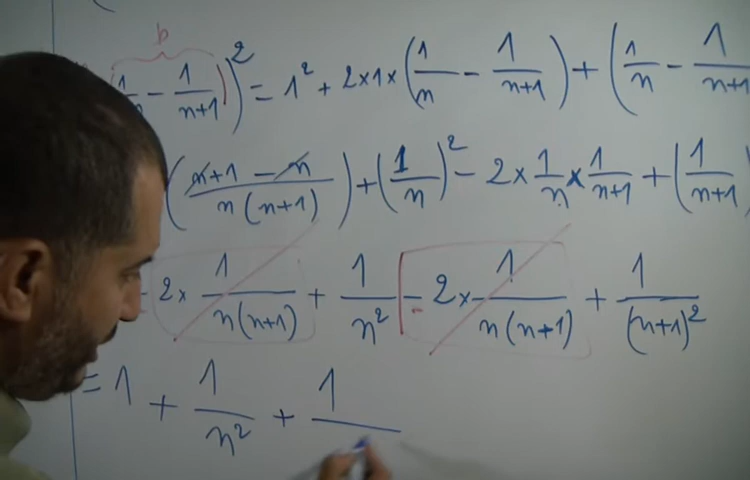 b
1/n - 1/(n+1)))² = 1² + 2×1×(1/n - 1/(n+1)) + (1/n - 1/(n+1)
(n+1 - n / n(n+1)) + (1/n)² - 2 × 1/n × 1/(n+1) + (1/(n+1))
2 × 1/(n(n+1)) + 1/n² - 2 × 1/(n(n+1)) + 1/(n+1)²
= 1 + 1/n² + 1/